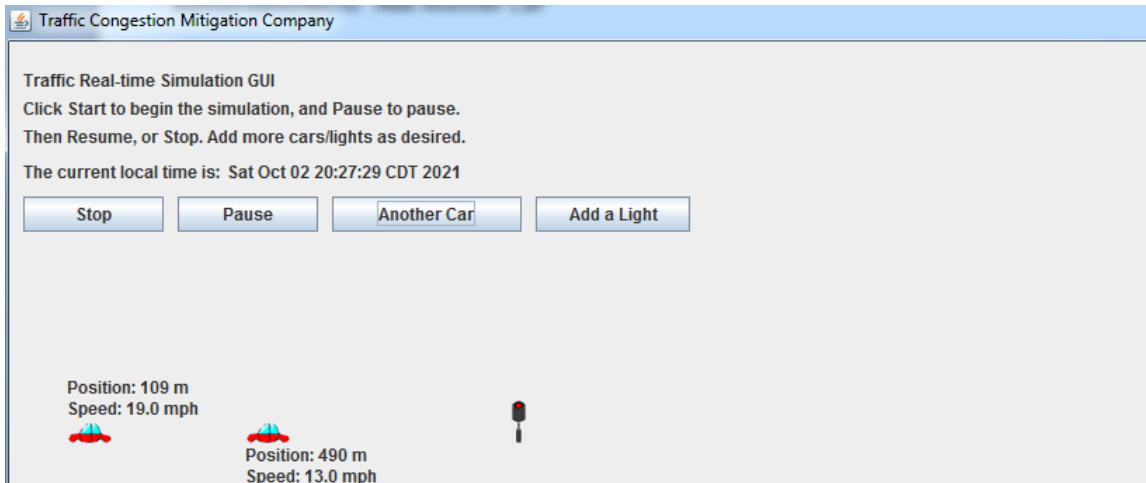 Traffic Congestion Mitigation Company
Traffic Real-time Simulation GUI
Click Start to begin the simulation, and Pause to pause.
Then Resume, or Stop. Add more cars/lights as desired.
The current local time is: Sat Oct 02 20:27:29 CDT 2021
Stop Pause Another Car Add a Light
Position: 109 m
Speed: 19.0 mph
Position: 490 m
Speed: 13.0 mph